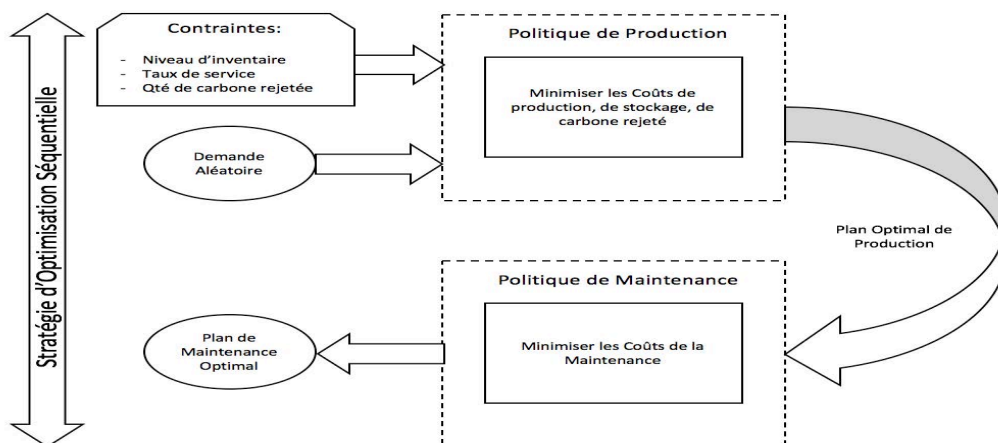 Stratégie d'Optimisation Séquentielle
Contraintes:
- Niveau d'inventaire
- Taux de service
- Qté de carbone rejetée
Demande
Aléatoire
Politique de Production
Minimiser les Coûts de
production, de stockage, de
carbone rejeté
Plan Optimal de
Production
Politique de Maintenance
Minimiser les Coûts de la
Maintenance
Plan de
Maintenance
Optimal